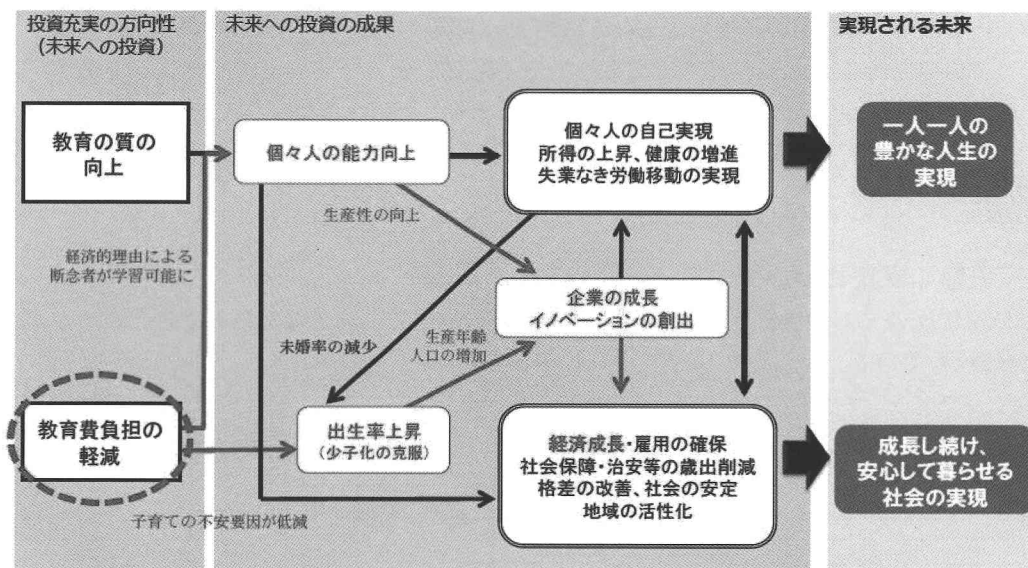 投資充実の方向性
(未来への投資)
未来への投資の成果
実現される未来
教育の質の
向上
個々人の能力向上
個々人の自己実現
所得の上昇、健康の増進
失業なき労働移動の実現
一人一人の
豊かな人生の
実現
生産性の向上
経済的理由による
断念者が学習可能に
企業の成長
イノベーションの創出
未婚率の減少
生産年齢
人口の増加
教育費負担の
軽減
出生率上昇
(少子化の克服)
経済成長・雇用の確保
社会保障・治安等の歳出削減
格差の改善、社会の安定
地域の活性化
成長し続け、
安心して暮らせる
社会の実現
子育ての不安要因が低減